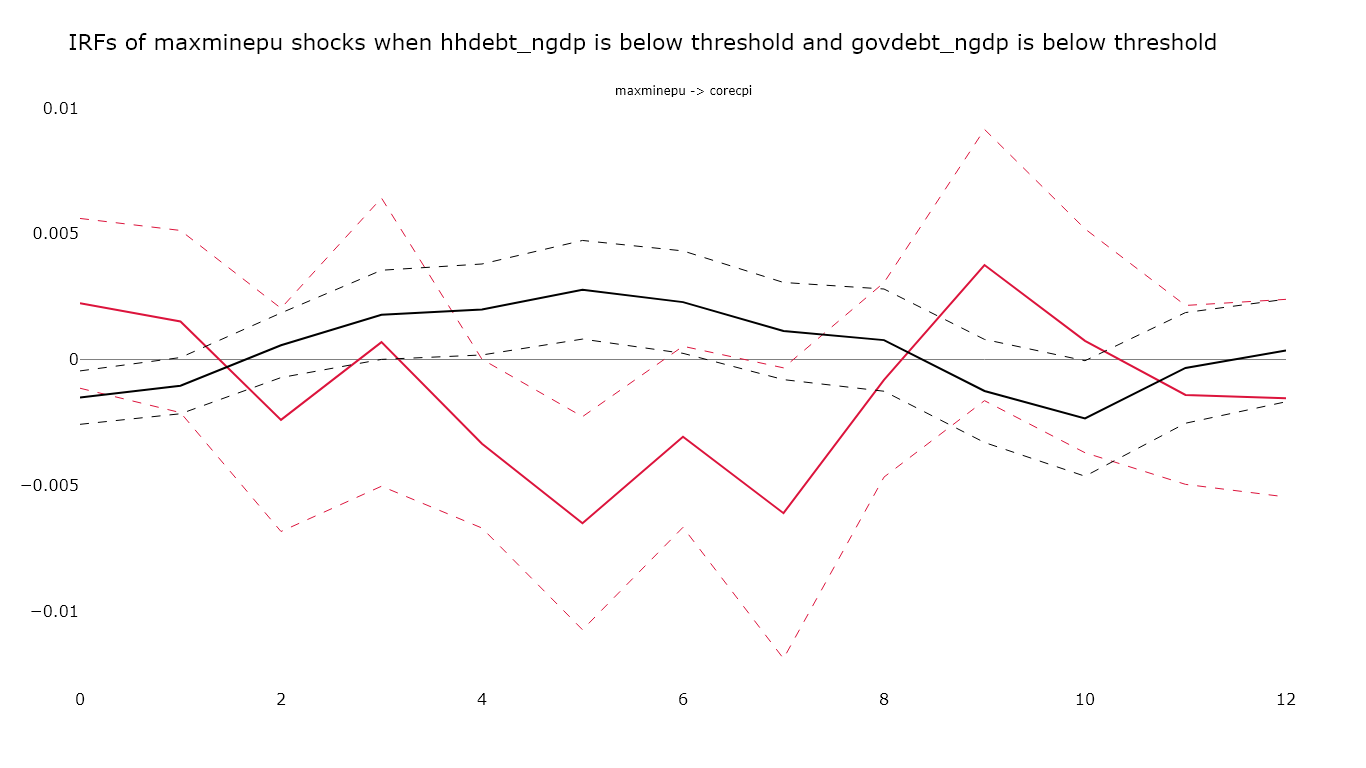 IRFs of maxminepu shocks when hhdebt_ngdp is below threshold and govdebt_ngdp is below threshold
maxminepu -> corecpi
0.01
0.005
0
−0.005
−0.01
0 2 4 6 8 10 12